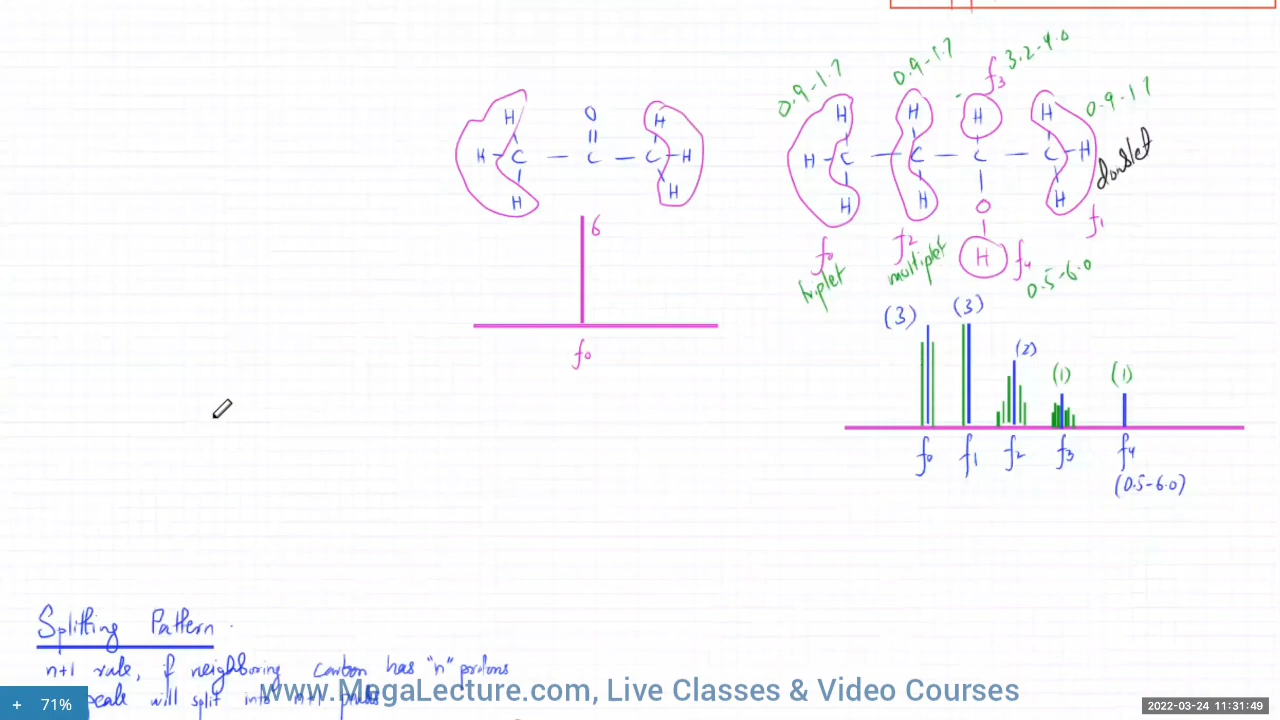 0.9-1.7
0.9-1.7
f3 3.2-4.0
0.9-1.7
H O H
H - C - C - C - H
H H
H H H H
H - C - C - C - C - H
H H O H
H
doublet
f1
f0
triplet
f2
multiplet
f4
0.5-6.0
6
f0
(3) (3) (2) (1) (1)
f0 f1 f2 f3 f4
(0.5-6.0)
Splitting Pattern.
n+1 rule, if neighboring carbon has "n" protons
will split into n+1
www.MegaLecture.com, Live Classes & Video Courses
+ 71%
2022-03-24 11:31:49